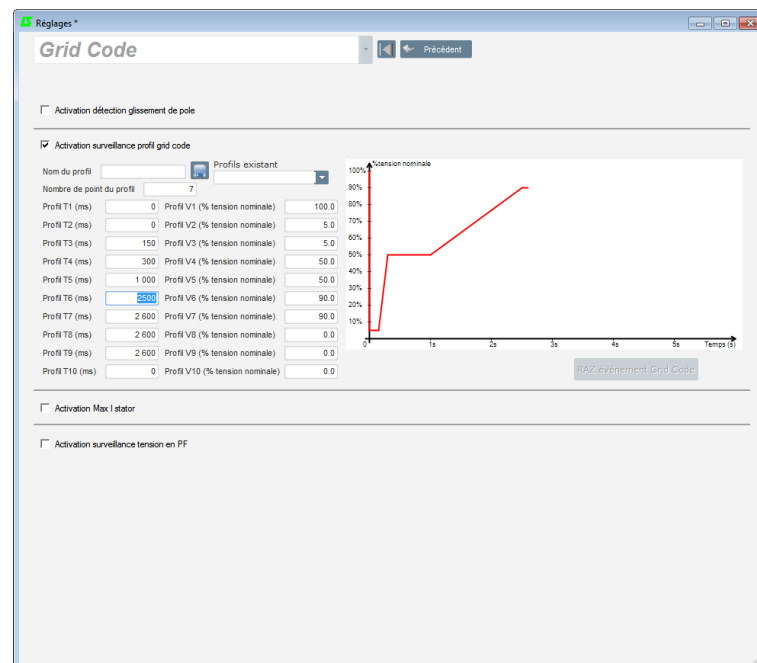 Réglages *
Grid Code
Précédent
Activation détection glissement de pole
Activation surveillance profil grid code
Nom du profil
Profils existant
Nombre de point du profil 7
Profil T1 (ms) 0 Profil V1 (% tension nominale) 100.0
Profil T2 (ms) 0 Profil V2 (% tension nominale) 5.0
Profil T3 (ms) 150 Profil V3 (% tension nominale) 5.0
Profil T4 (ms) 300 Profil V4 (% tension nominale) 50.0
Profil T5 (ms) 1 000 Profil V5 (% tension nominale) 50.0
Profil T6 (ms) 2500 Profil V6 (% tension nominale) 90.0
Profil T7 (ms) 2 600 Profil V7 (% tension nominale) 90.0
Profil T8 (ms) 2 600 Profil V8 (% tension nominale) 0.0
Profil T9 (ms) 2 600 Profil V9 (% tension nominale) 0.0
Profil T10 (ms) 0 Profil V10 (% tension nominale) 0.0
%tension nominale
100%
90%
80%
70%
60%
50%
40%
30%
20%
10%
0 1s 2s 3s 4s 5s Temps (s)
RAZ événement Grid Code
Activation Max I stator
Activation surveillance tension en PF